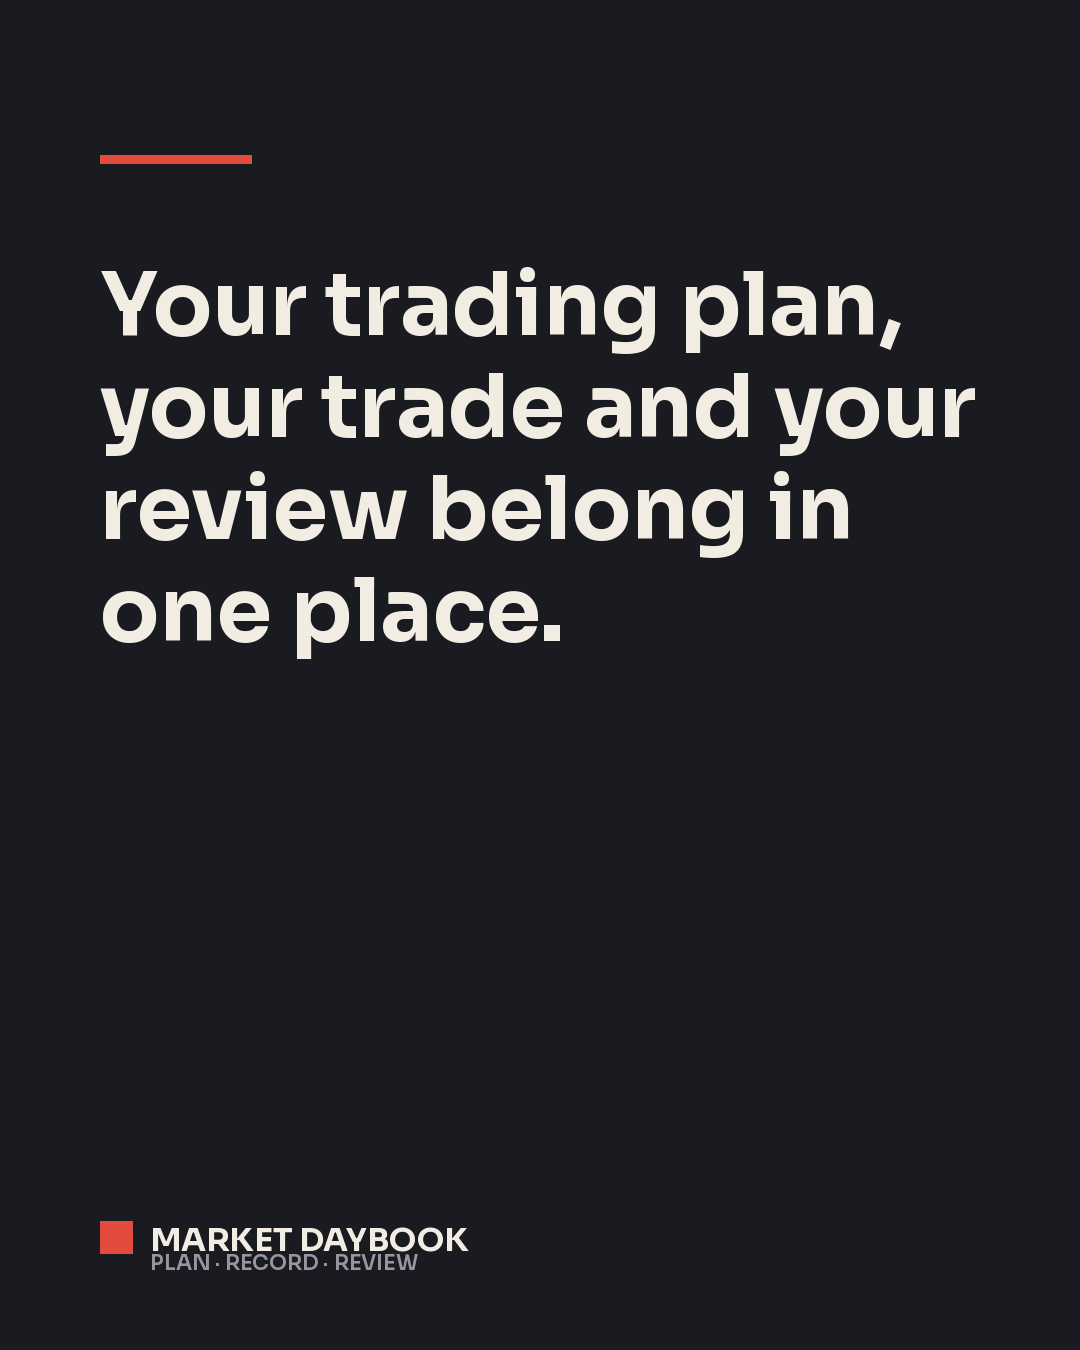 Your trading plan,
your trade and your
review belong in
one place.
MARKET DAYBOOK
PLAN · RECORD · REVIEW